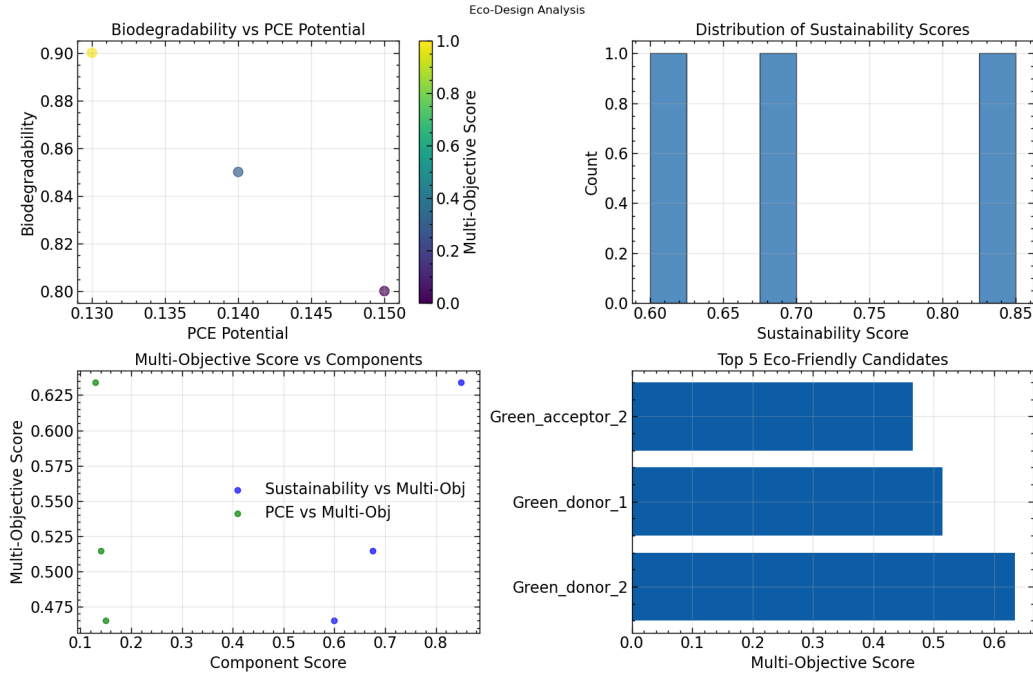 Eco-Design Analysis
Biodegradability vs PCE Potential
Biodegradability
0.90
0.88
0.86
0.84
0.82
0.80
0.130
0.135
0.140
0.145
0.150
PCE Potential
1.0
0.8
0.6
0.4
0.2
0.0
Multi-Objective Score
Distribution of Sustainability Scores
Count
1.0
0.8
0.6
0.4
0.2
0.0
0.60
0.65
0.70
0.75
0.80
0.85
Sustainability Score
Multi-Objective Score vs Components
Multi-Objective Score
0.625
0.600
0.575
0.550
0.525
0.500
0.475
Sustainability vs Multi-Obj
PCE vs Multi-Obj
0.1
0.2
0.3
0.4
0.5
0.6
0.7
0.8
Component Score
Top 5 Eco-Friendly Candidates
Green_acceptor_2
Green_donor_1
Green_donor_2
0.0
0.1
0.2
0.3
0.4
0.5
0.6
Multi-Objective Score